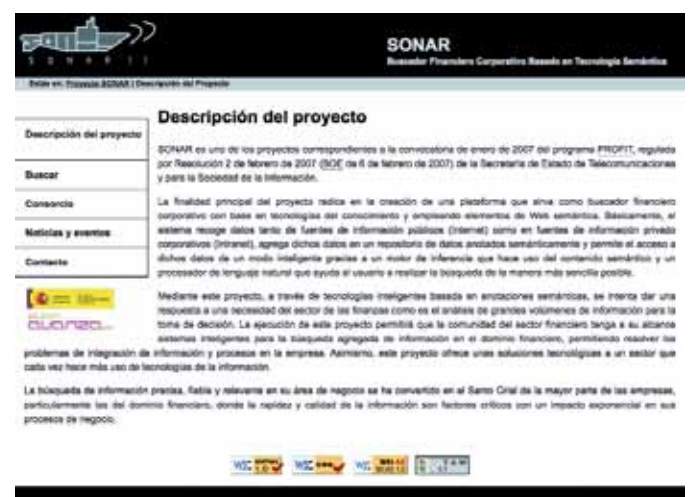 SONAR II
SONAR
Buscador Financiero Corporativo Basado en Tecnología Semántica
Estás en: Proyecto SONAR | Descripción del Proyecto
Descripción del proyecto
Buscar
Consorcio
Noticias y eventos
Contacto
avanza
Descripción del proyecto
SONAR es uno de los proyectos correspondientes a la convocatoria de enero de 2007 del programa PROFIT, regulada
por Resolución 2 de febrero de 2007 (BOE de 6 de febrero de 2007) de la Secretaría de Estado de Telecomunicaciones
y para la Sociedad de la Información.
La finalidad principal del proyecto radica en la creación de una plataforma que sirva como buscador financiero
corporativo con base en tecnologías del conocimiento y empleando elementos de Web semántica. Básicamente, el
sistema recoge datos tanto de fuentes de información públicos (Internet) como en fuentes de información privado
corporativos (Intranet), agrega dichos datos en un repositorio de datos anotados semánticamente y permite el acceso a
dichos datos de un modo inteligente gracias a un motor de inferencia que hace uso del contenido semántico y un
procesador de lenguaje natural que ayuda al usuario a realizar la búsqueda de la manera más sencilla posible.
Mediante este proyecto, a través de tecnologías inteligentes basada en anotaciones semánticas, se intenta dar una
respuesta a una necesidad del sector de las finanzas como es el análisis de grandes volúmenes de información para la
toma de decisión. La ejecución de este proyecto permitirá que la comunidad del sector financiero tenga a su alcance
sistemas inteligentes para la búsqueda agregada de información en el dominio financiero, permitiendo resolver los
problemas de integración de información y procesos en la empresa. Asimismo, este proyecto ofrece unas soluciones tecnológicas a un sector que
cada vez hace más uso de tecnologías de la información.
La búsqueda de información precisa, fiable y relevante en su área de negocio se ha convertido en el Santo Grial de la mayor parte de las empresas,
particularmente las del dominio financiero, donde la rapidez y calidad de la información son factores críticos con un impacto exponencial en sus
procesos de negocio.
W3C
W3C css
W3C